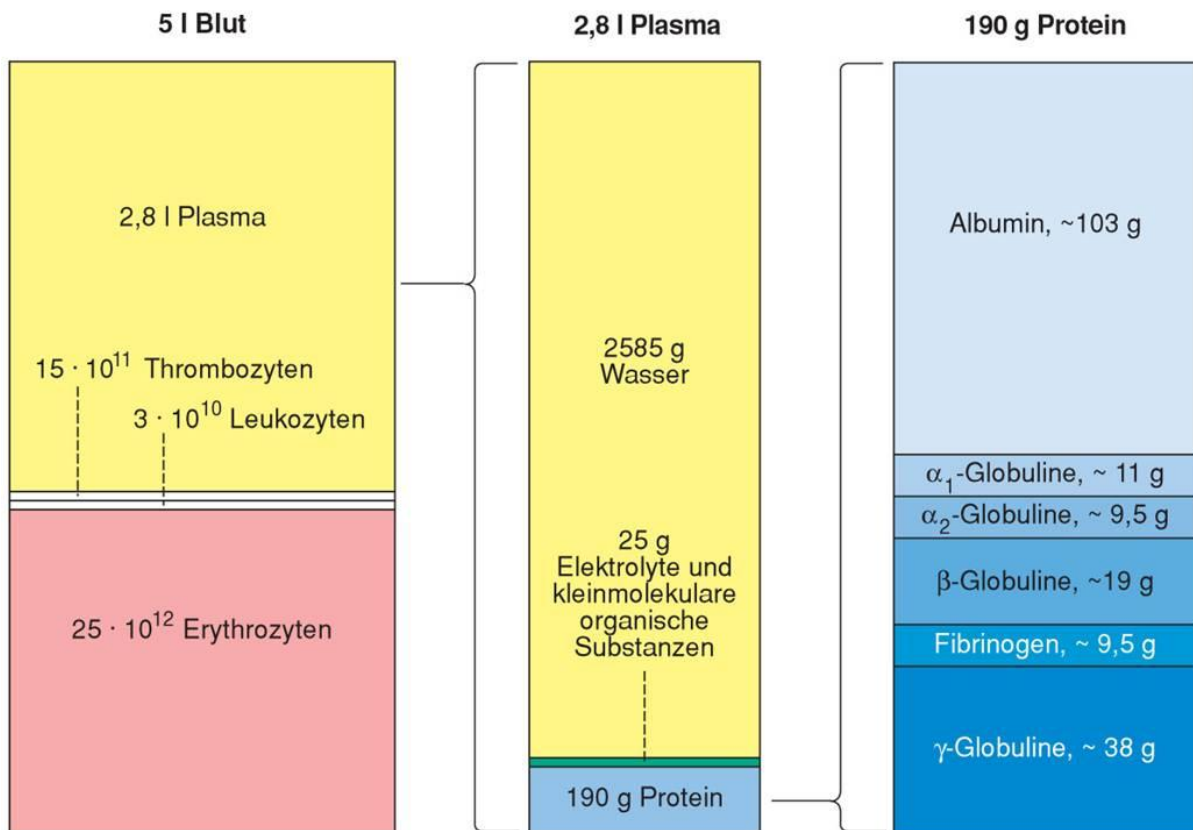 5 l Blut
2,8 l Plasma
15 · 10¹¹ Thrombozyten
3 · 10¹⁰ Leukozyten
25 · 10¹² Erythrozyten
2,8 l Plasma
2585 g
Wasser
25 g
Elektrolyte und
kleinmolekulare
organische
Substanzen
190 g Protein
190 g Protein
Albumin, ~103 g
α₁-Globuline, ~ 11 g
α₂-Globuline, ~ 9,5 g
β-Globuline, ~19 g
Fibrinogen, ~ 9,5 g
γ-Globuline, ~ 38 g